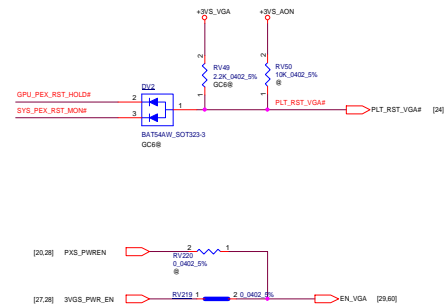 +3VS_VGA +3VS_AON
2 RV49 2.2K_0402_5% GC6@ 1
2 RV50 10K_0402_5% @ 1
DV2
GPU_PEX_RST_HOLD# 2
SYS_PEX_RST_MON# 3
1 PLT_RST_VGA# PLT_RST_VGA# [24]
BAT54AW_SOT323-3
GC6@
[20,28] PXS_PWREN 2 1
RV220
0_0402_5%
@
[27,28] 3VGS_PWR_EN RV219 1 2 0_0402_5% EN_VGA [29,60]